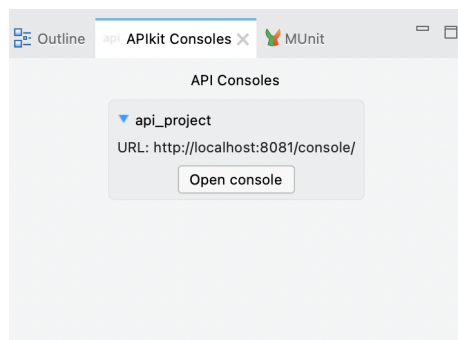 Outline
api APIkit Consoles
MUnit
API Consoles
api_project
URL: http://localhost:8081/console/
Open console